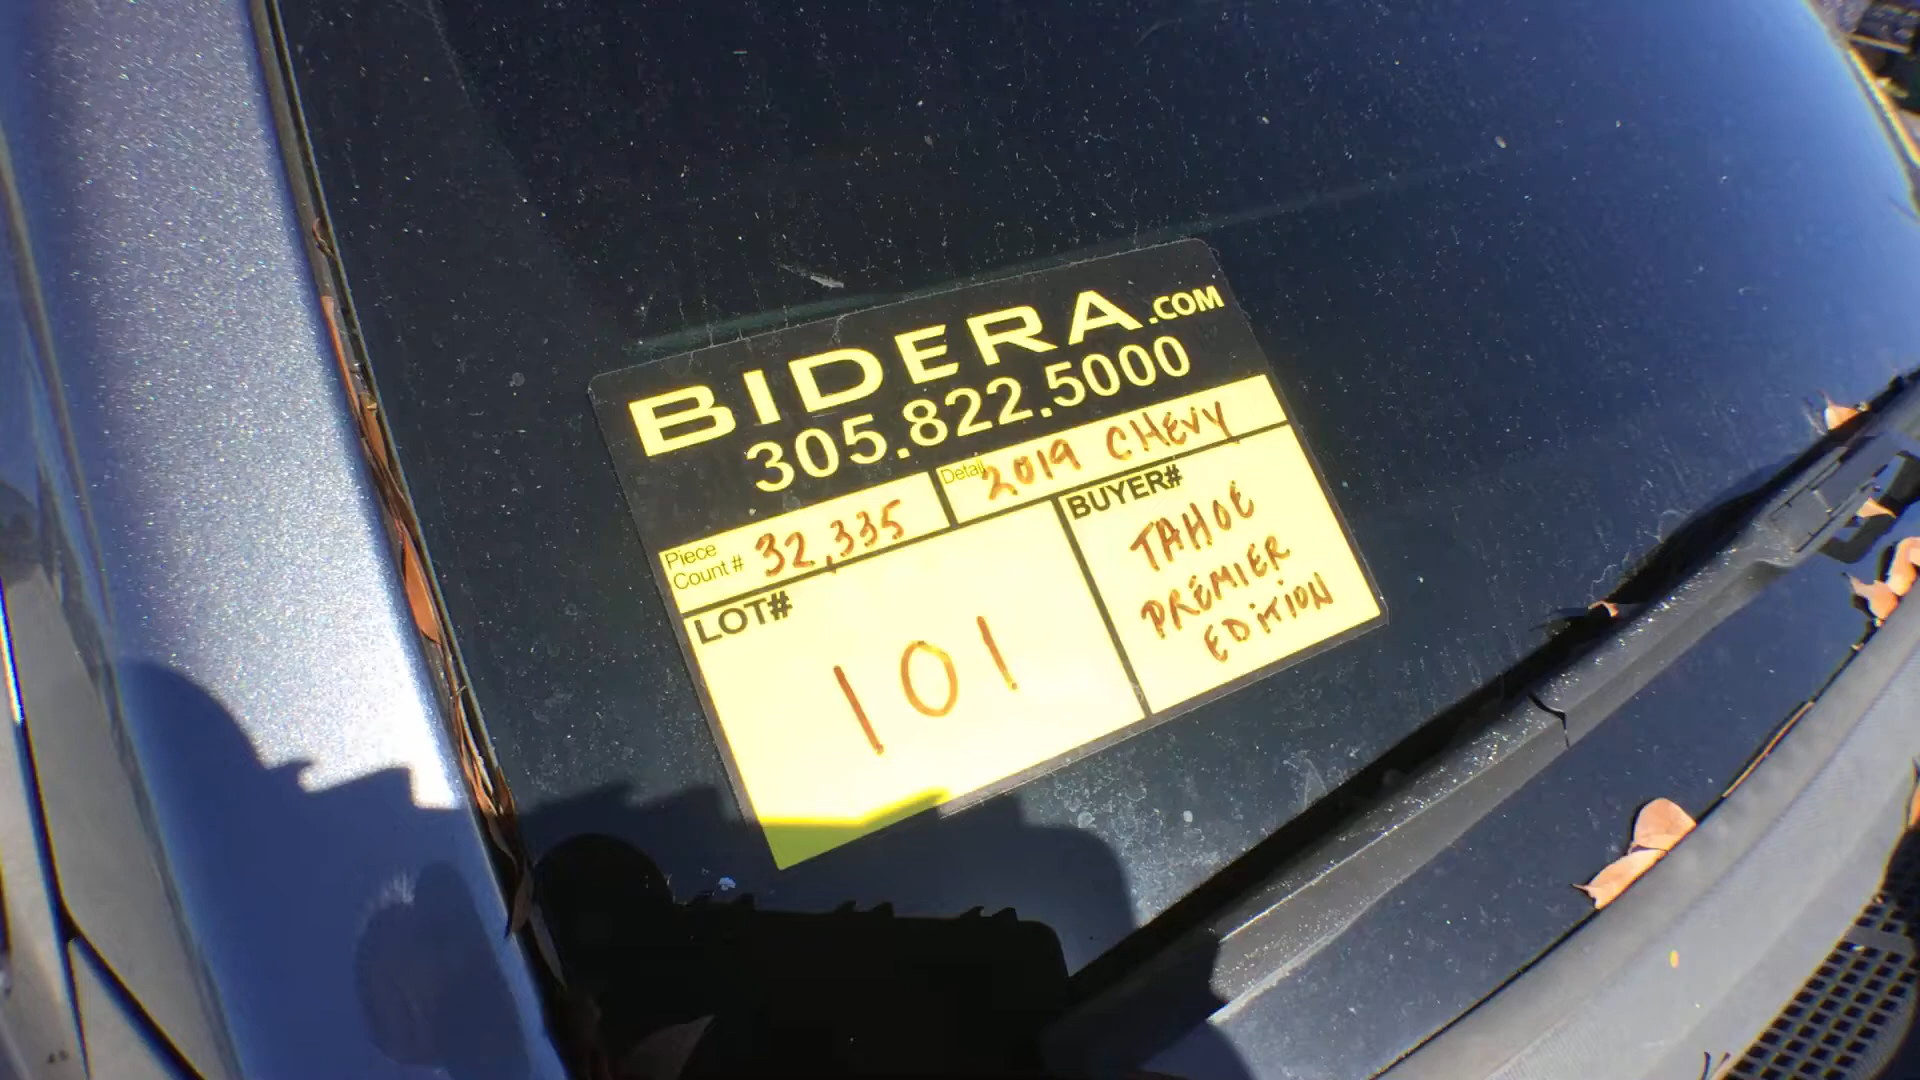 BIDERA.COM
305.822.5000
Piece Count # 32,335
Detail 2019 CHEVY
LOT#
101
BUYER#
TAHOE
PREMIER
EDITION